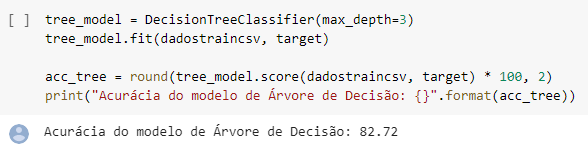 [ ] tree_model = DecisionTreeClassifier(max_depth=3)
tree_model.fit(dadostraincsv, target)
acc_tree = round(tree_model.score(dadostraincsv, target) * 100, 2)
print("Acurácia do modelo de Árvore de Decisão: {}".format(acc_tree))
Acurácia do modelo de Árvore de Decisão: 82.72